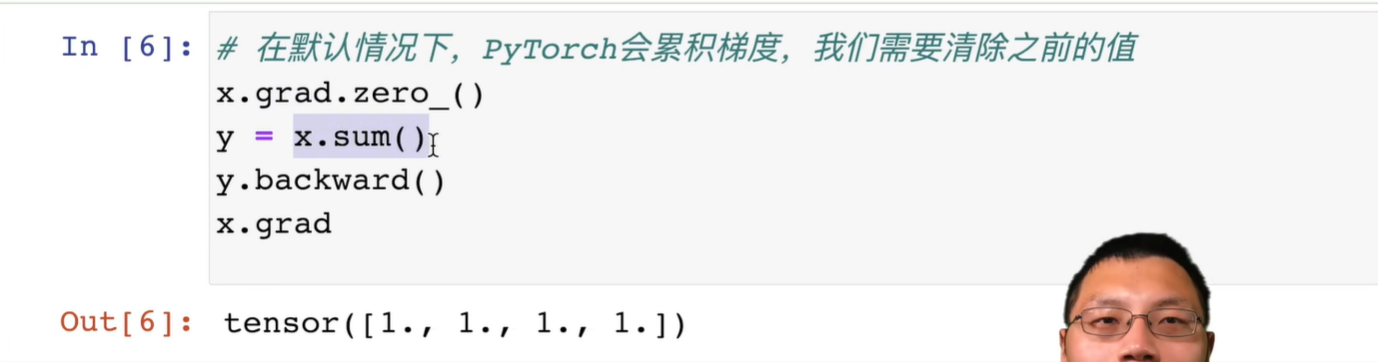 In [6]: # 在默认情况下，PyTorch会累积梯度，我们需要清除之前的值
x.grad.zero_()
y = x.sum()
y.backward()
x.grad
Out[6]: tensor([1., 1., 1., 1.])